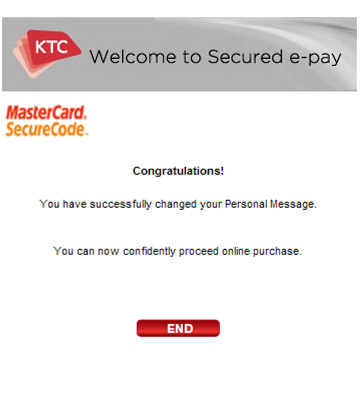 KTC
Welcome to Secured e-pay
MasterCard.
SecureCode.
Congratulations!
You have successfully changed your Personal Message.
You can now confidently proceed online purchase.
END